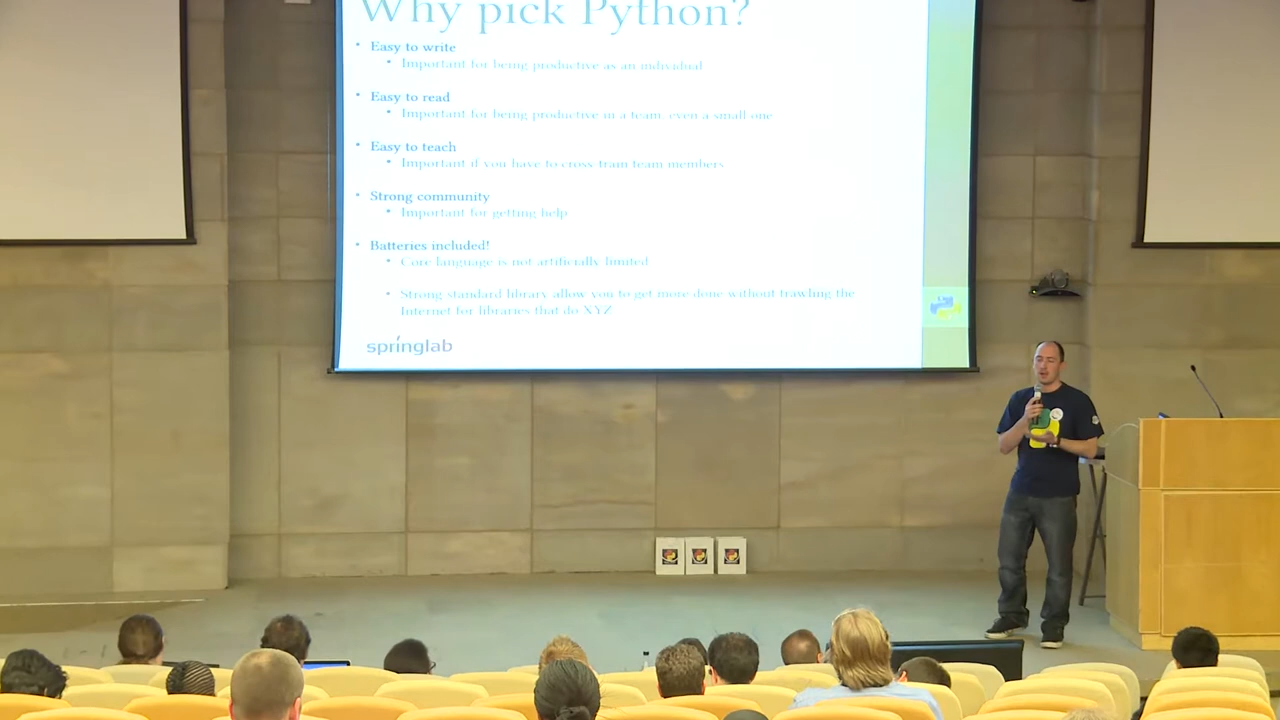 Why pick Python?
• Easy to write
• Important for being productive as an individual
• Easy to read
• Important for being productive in a team, even a small one
• Easy to teach
• Important if you have to cross-train team members
• Strong community
• Important for getting help
• Batteries included!
• Core language is not artificially limited
• Strong standard library allow you to get more done without trawling the
Internet for libraries that do XYZ
springlab